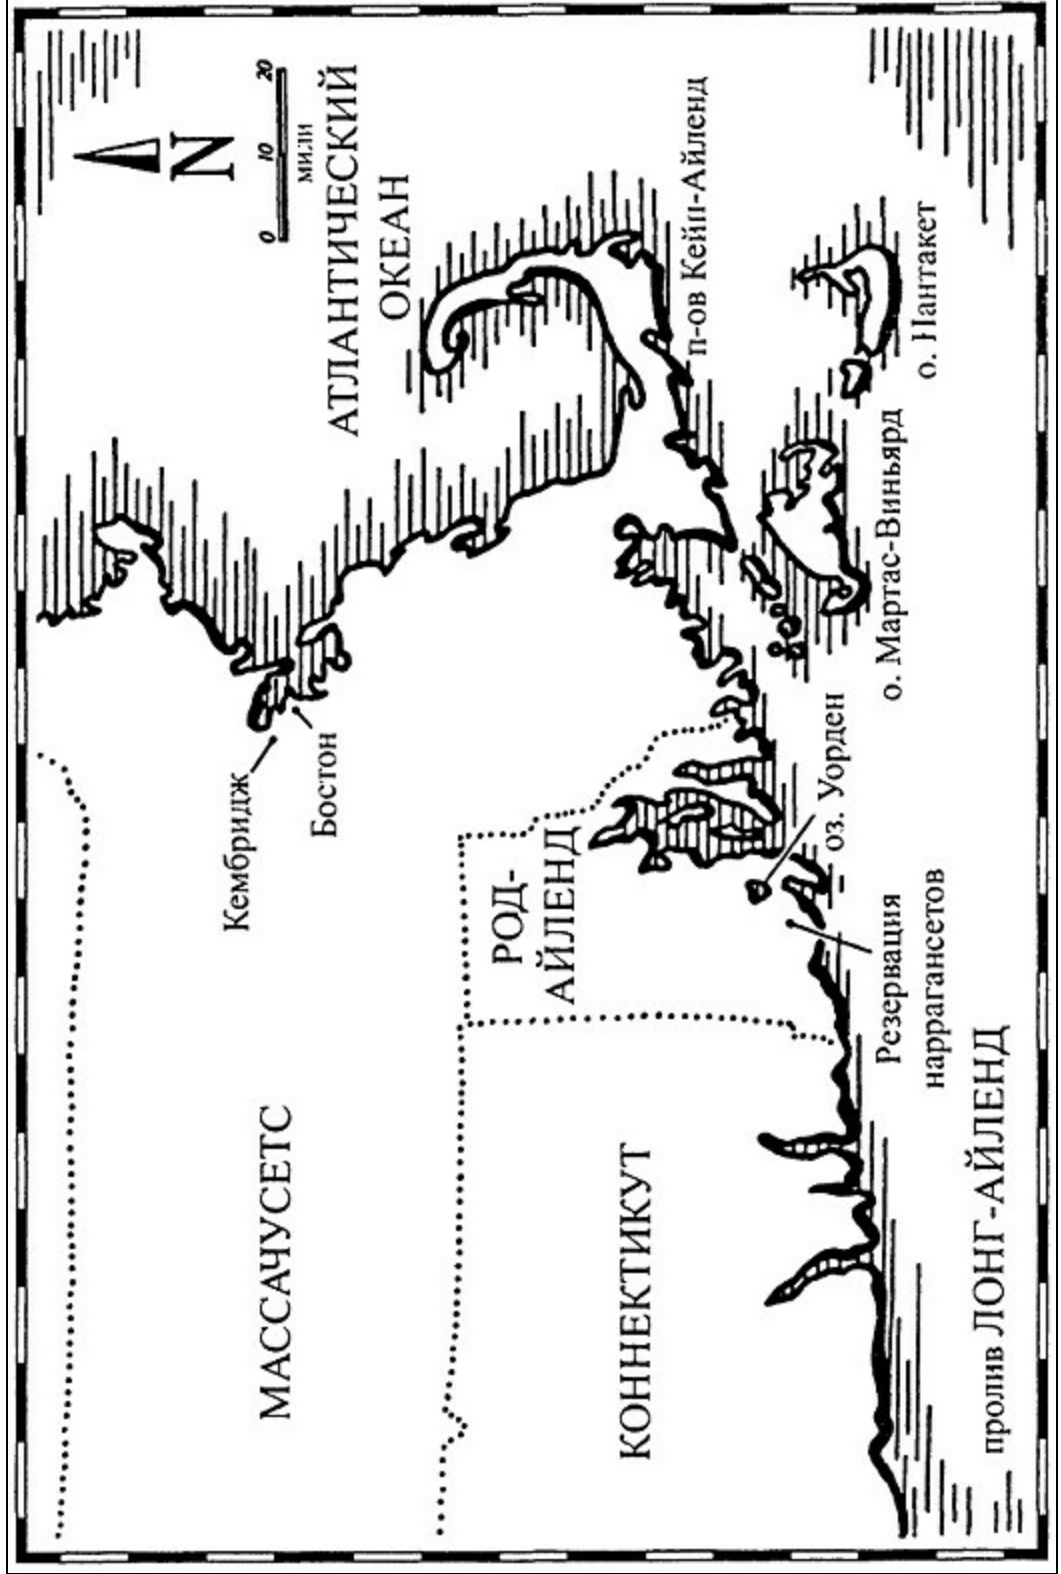 N
0 10 20
мили
АТЛАНТИЧЕСКИЙ
ОКЕАН
Кембридж
Бостон
МАССАЧУСЕТС
РОД-
АЙЛЕНД
КОННЕКТИКУТ
п-ов Кейп-Айленд
о. Нантакет
о. Мартас-Виньярд
оз. Уорден
Резервация
наррагансетов
пролив ЛОНГ-АЙЛЕНД